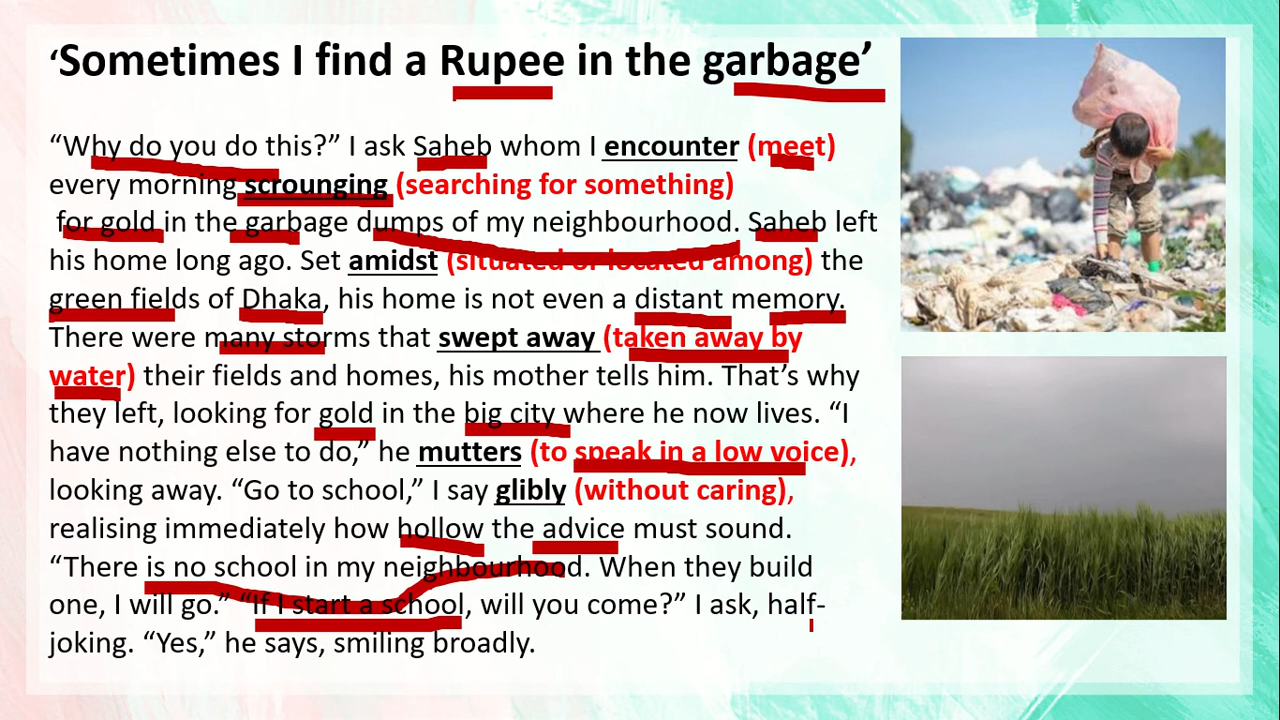 ‘Sometimes I find a Rupee in the garbage’
“Why do you do this?” I ask Saheb whom I encounter (meet)
every morning scrounging (searching for something)
for gold in the garbage dumps of my neighbourhood. Saheb left
his home long ago. Set amidst (situated or located among) the
green fields of Dhaka, his home is not even a distant memory.
There were many storms that swept away (taken away by
water) their fields and homes, his mother tells him. That’s why
they left, looking for gold in the big city where he now lives. “I
have nothing else to do,” he mutters (to speak in a low voice),
looking away. “Go to school,” I say glibly (without caring),
realising immediately how hollow the advice must sound.
“There is no school in my neighbourhood. When they build
one, I will go.” “If I start a school, will you come?” I ask, half-
joking. “Yes,” he says, smiling broadly.